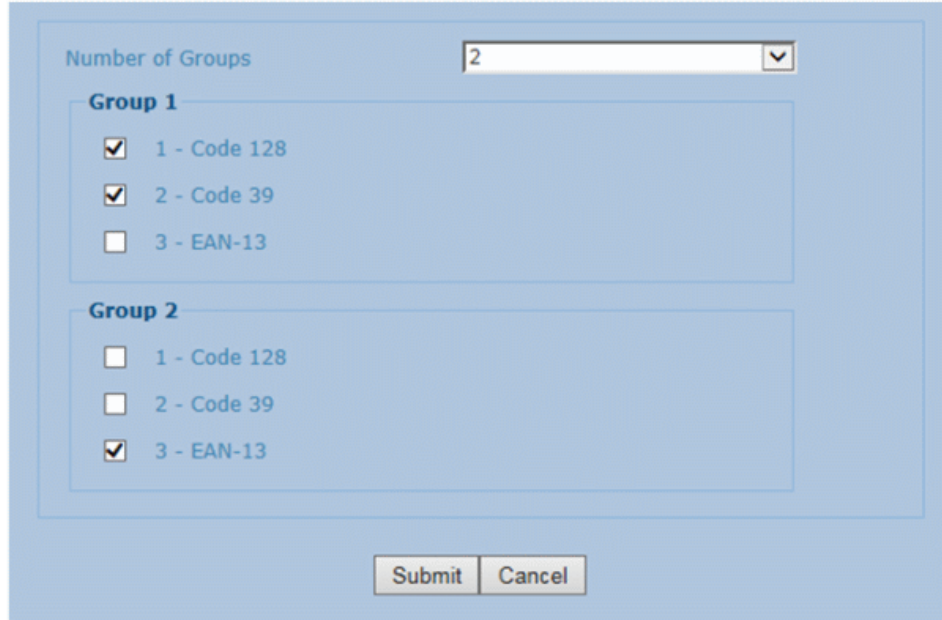 Number of Groups 2
Group 1
1 - Code 128
2 - Code 39
3 - EAN-13
Group 2
1 - Code 128
2 - Code 39
3 - EAN-13
Submit Cancel